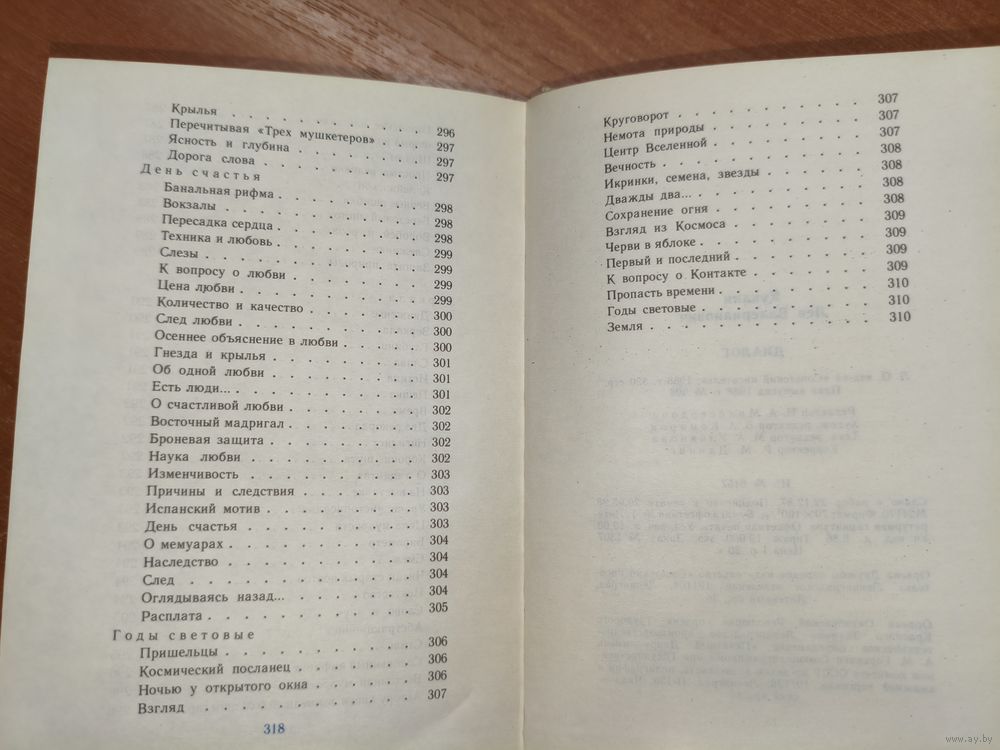 Крылья . . . . . . . . . . 296
Перечитывая «Трех мушкетеров» . . . 297
Ясность и глубина . . . . . . . 297
Дорога слова . . . . . . . . 297
День счастья
Банальная рифма . . . . . . . 298
Вокзалы . . . . . . . . . . 298
Пересадка сердца . . . . . . . 298
Техника и любовь . . . . . . . 299
Слезы . . . . . . . . . . . 299
К вопросу о любви . . . . . . . 299
Цена любви . . . . . . . . . 299
Количество и качество . . . . . . 300
След любви . . . . . . . . . 300
Осеннее объяснение в любви . . . . 300
Гнезда и крылья . . . . . . . . 301
Об одной любви . . . . . . . . 301
Есть люди... . . . . . . . . . 301
О счастливой любви . . . . . . . 302
Восточный мадригал . . . . . . . 302
Броневая защита . . . . . . . . 302
Наука любви . . . . . . . . . 302
Изменчивость . . . . . . . . . 303
Причины и следствия . . . . . . 303
Испанский мотив . . . . . . . . 303
День счастья . . . . . . . . . 303
О мемуарах . . . . . . . . . . 304
Наследство . . . . . . . . . . 304
След . . . . . . . . . . . . 304
Оглядываясь назад... . . . . . . . 304
Расплата . . . . . . . . . . . 305
Годы световые
Пришельцы . . . . . . . . . . 306
Космический посланец . . . . . . 306
Ночью у открытого окна . . . . . . 306
Взгляд . . . . . . . . . . . 307
318
Круговорот . . . . . . . . . 307
Немота природы . . . . . . . . 307
Центр Вселенной . . . . . . . . 307
Вечность . . . . . . . . . . 308
Икринки, семена, звезды . . . . . 308
Дважды два... . . . . . . . . . 308
Сохранение огня . . . . . . . . 308
Взгляд из Космоса . . . . . . . 309
Черви в яблоке . . . . . . . . 309
Первый и последний . . . . . . . 309
К вопросу о Контакте . . . . . . 309
Пропасть времени . . . . . . . . 310
Годы световые . . . . . . . . . 310
Земля . . . . . . . . . . . 310
www.ay.by